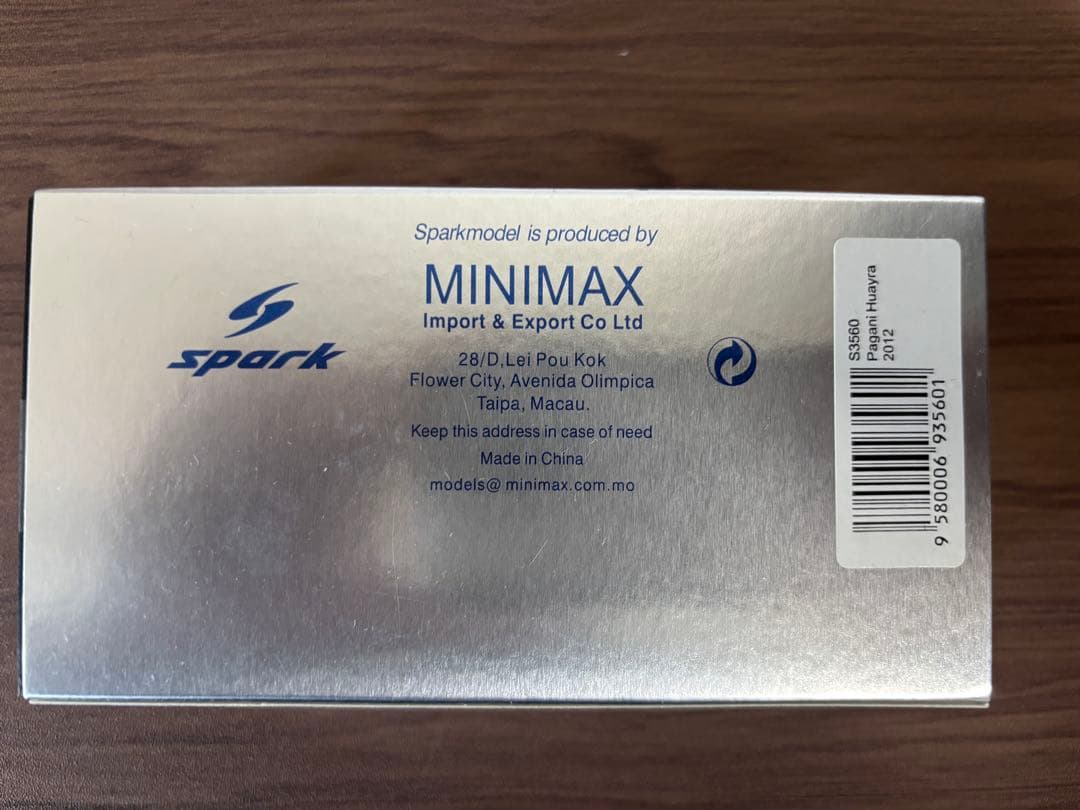 Sparkmodel is produced by
MINIMAX
Import & Export Co Ltd
spark
28/D,Lei Pou Kok
Flower City, Avenida Olimpica
Taipa, Macau.
Keep this address in case of need
Made in China
models@ minimax.com.mo
S3560
Pagani Huayra
2012
9 580006 935601